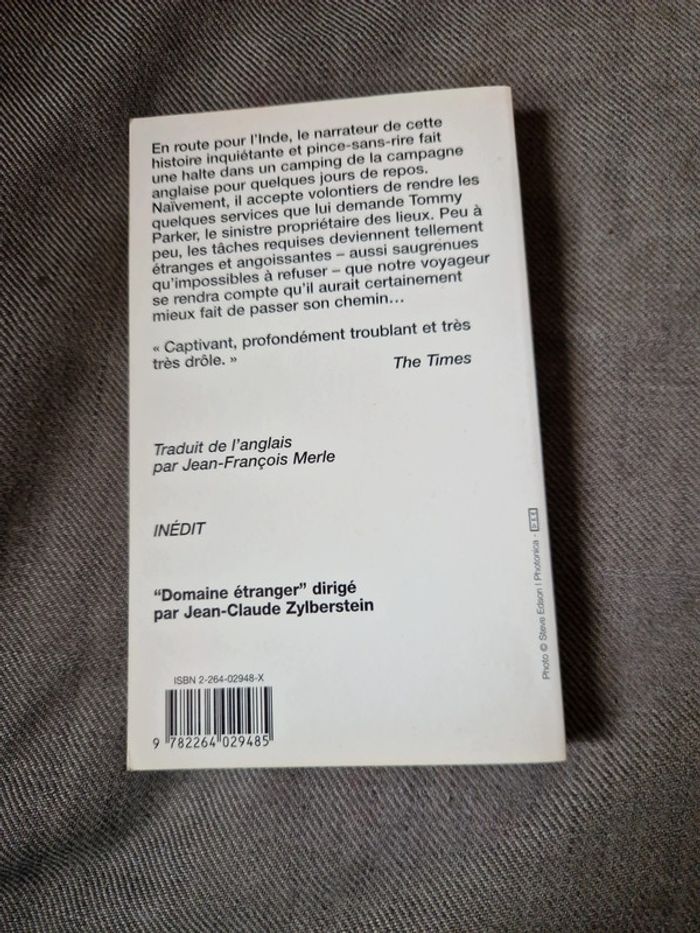 En route pour l'Inde, le narrateur de cette
histoire inquiétante et pince-sans-rire fait
une halte dans un camping de la campagne
anglaise pour quelques jours de repos.
Naïvement, il accepte volontiers de rendre les
quelques services que lui demande Tommy
Parker, le sinistre propriétaire des lieux. Peu à
peu, les tâches requises deviennent tellement
étranges et angoissantes – aussi saugrenues
qu'impossibles à refuser – que notre voyageur
se rendra compte qu'il aurait certainement
mieux fait de passer son chemin…
« Captivant, profondément troublant et très
très drôle. »
The Times
Traduit de l'anglais
par Jean-François Merle
INÉDIT
“Domaine étranger” dirigé
par Jean-Claude Zylberstein
ISBN 2-264-02948-X
9 782264 029485
Photo © Steve Edson | Photonica -